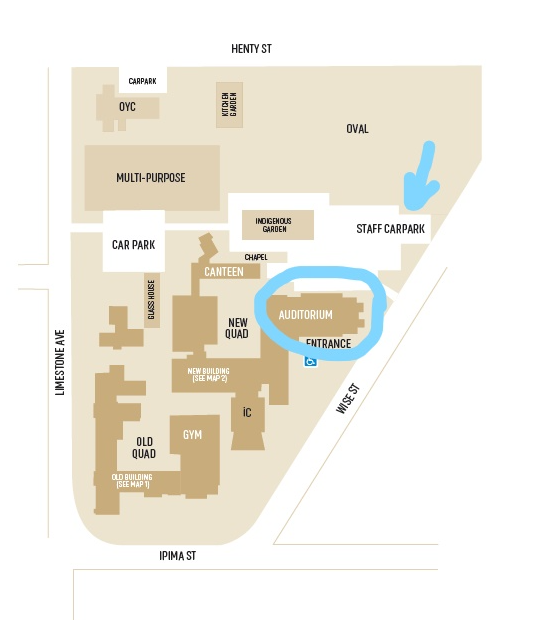 HENTY ST
CARPARK
OYC
KITCHEN
GARDEN
OVAL
MULTI-PURPOSE
INDIGENOUS
GARDEN
STAFF CARPARK
CAR PARK
CHAPEL
CANTEEN
GLASS HOUSE
AUDITORIUM
NEW
QUAD
ENTRANCE
LIMESTONE AVE
NEW BUILDING
(SEE MAP 2)
WISE ST
iC
GYM
OLD
QUAD
OLD BUILDING
(SEE MAP 1)
IPIMA ST